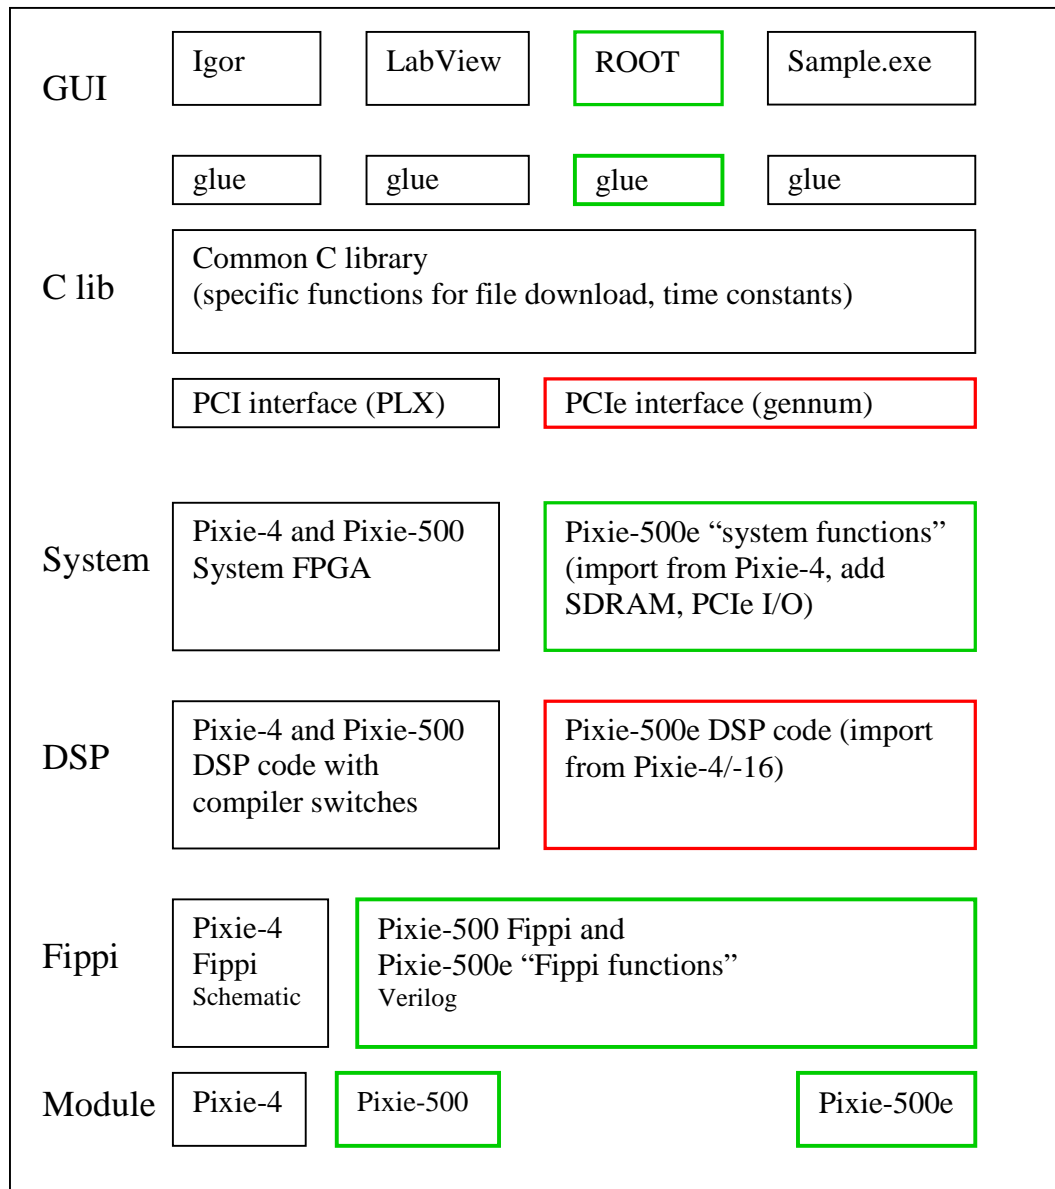 GUI
Igor
LabView
ROOT
Sample.exe
glue
glue
glue
glue
C lib
Common C library
(specific functions for file download, time constants)
PCI interface (PLX)
PCIe interface (gennum)
System
Pixie-4 and Pixie-500
System FPGA
Pixie-500e “system functions”
(import from Pixie-4, add
SDRAM, PCIe I/O)
DSP
Pixie-4 and Pixie-500
DSP code with
compiler switches
Pixie-500e DSP code (import
from Pixie-4/-16)
Fippi
Pixie-4
Fippi
Schematic
Pixie-500 Fippi and
Pixie-500e “Fippi functions”
Verilog
Module
Pixie-4
Pixie-500
Pixie-500e